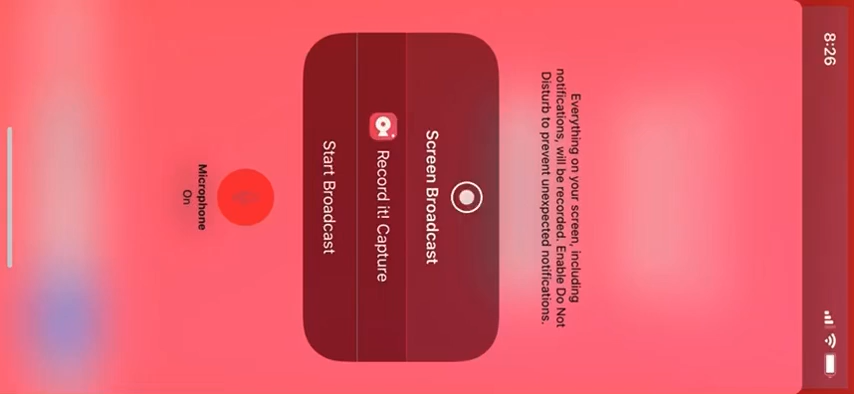 8:26
Everything on your screen, including
notifications, will be recorded. Enable Do Not
Disturb to prevent unexpected notifications.
Screen Broadcast
Record it! Capture
Start Broadcast
Microphone
On